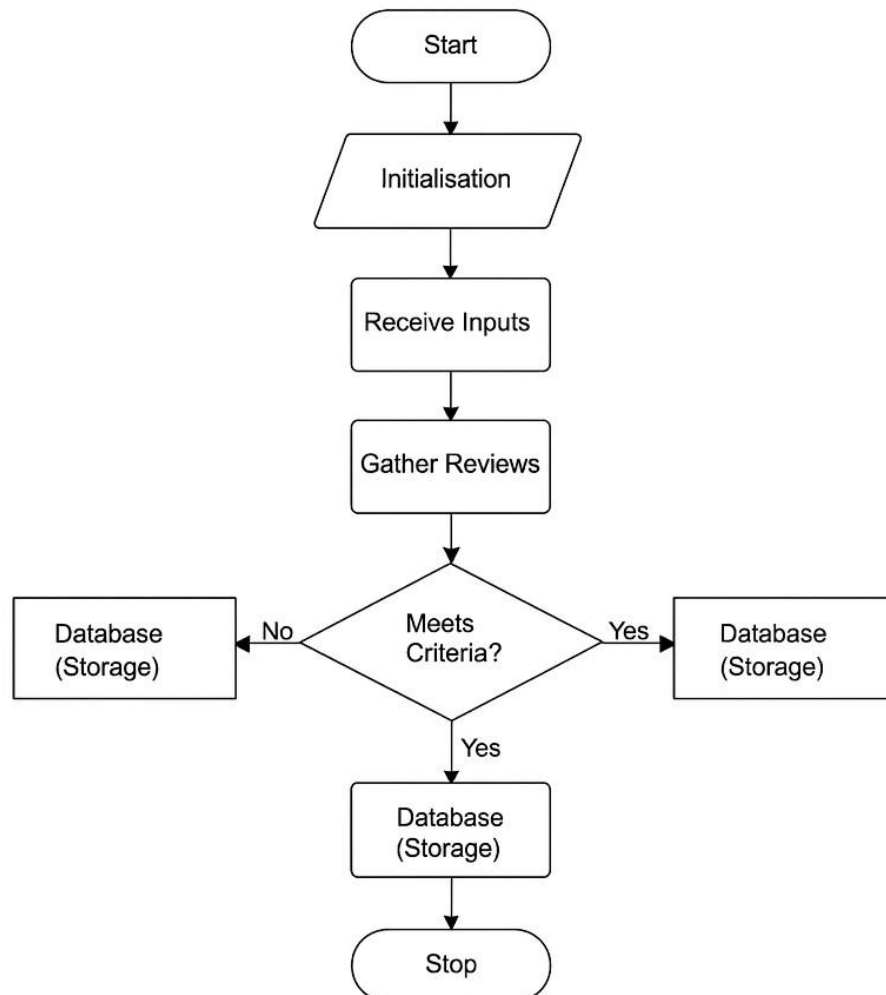 Start
Initialisation
Receive Inputs
Gather Reviews
Database
(Storage)
No
Meets
Criteria?
Yes
Database
(Storage)
Yes
Database
(Storage)
Stop